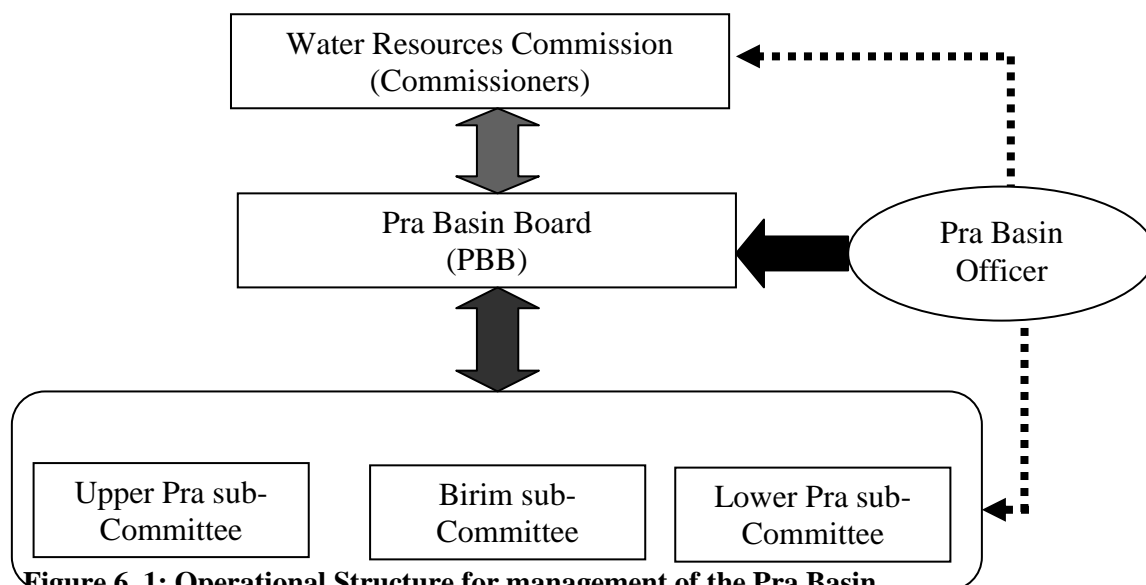 Water Resources Commission
(Commissioners)
Pra Basin Board
(PBB)
Pra Basin
Officer
Upper Pra sub-
Committee
Birim sub-
Committee
Lower Pra sub-
Committee
Figure 6. 1: Operational Structure for management of the Pra Basin